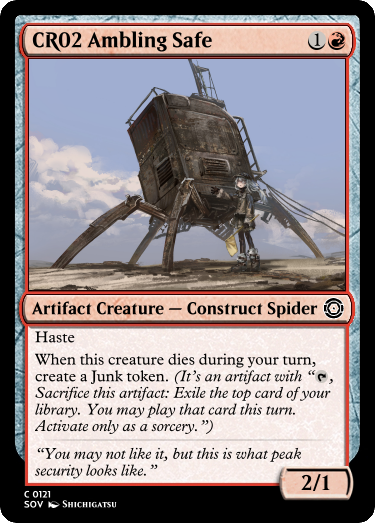 CR02 Ambling Safe 1
Artifact Creature — Construct Spider
Haste
When this creature dies during your turn,
create a Junk token. (It's an artifact with “,
Sacrifice this artifact: Exile the top card of your
library. You may play that card this turn.
Activate only as a sorcery.”)
“You may not like it, but this is what peak
security looks like.”
2/1
C 0121
SOV Shichigatsu